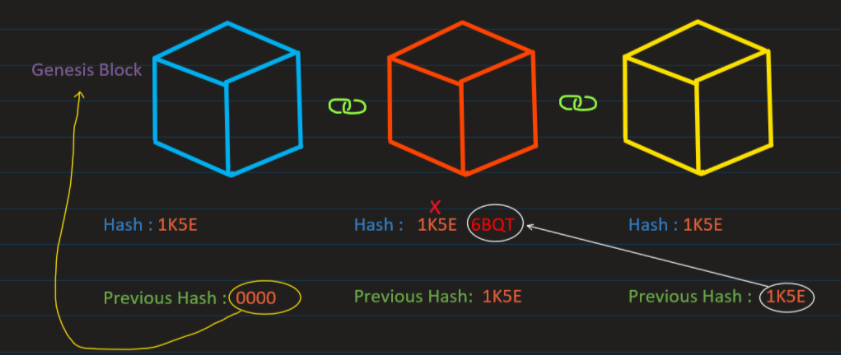 Genesis Block
X
Hash : 1K5E
Hash : 1K5E 6BQT
Hash : 1K5E
Previous Hash : 0000
Previous Hash: 1K5E
Previous Hash : 1K5E